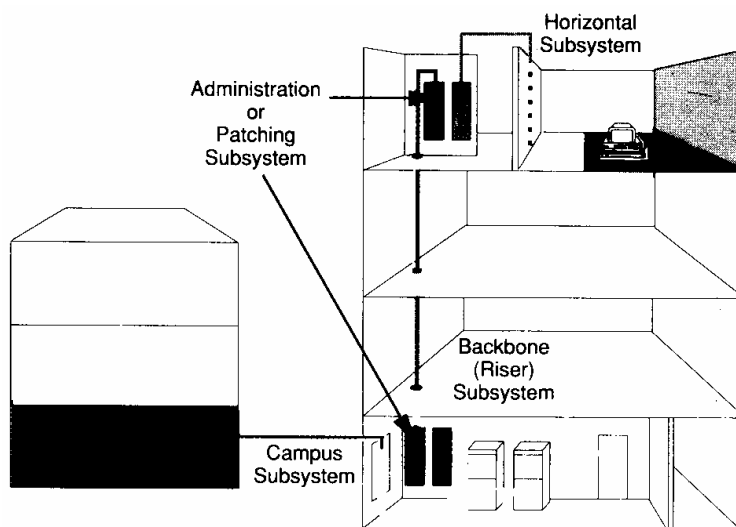 Horizontal
Subsystem
Administration
or
Patching
Subsystem
Backbone
(Riser)
Subsystem
Campus
Subsystem